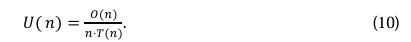 U(n) = O(n) / n·T(n). (10)